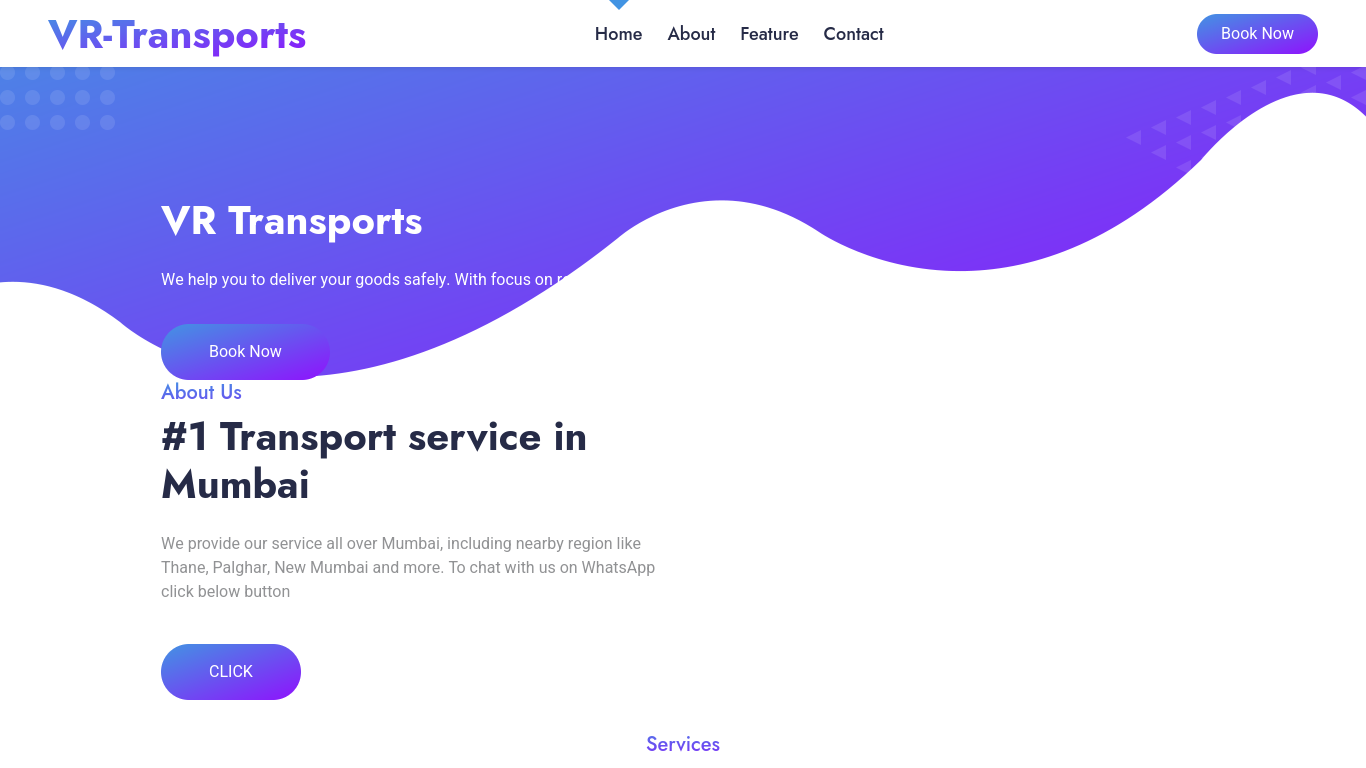 VR-Transports
Home
About
Feature
Contact
Book Now
VR Transports
We help you to deliver your goods safely. With focus on
Book Now
About Us
#1 Transport service in
Mumbai
We provide our service all over Mumbai, including nearby region like
Thane, Palghar, New Mumbai and more. To chat with us on WhatsApp
click below button
CLICK
Services